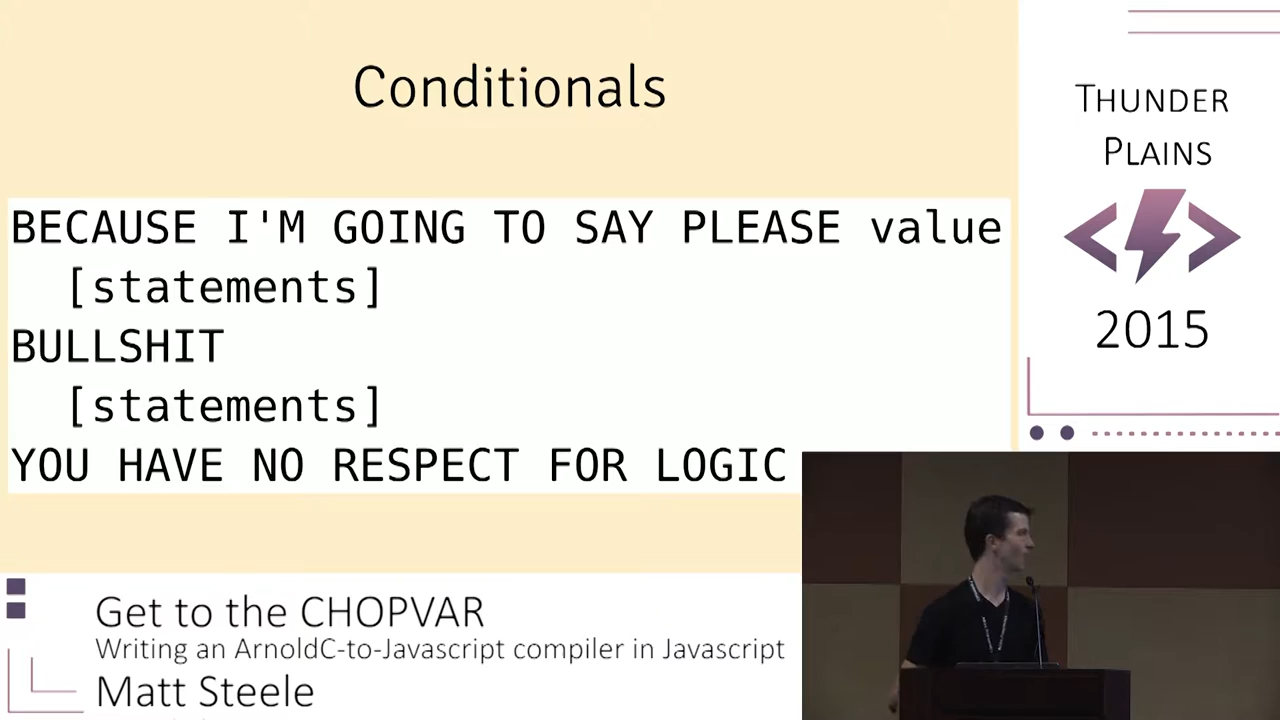 Conditionals
BECAUSE I'M GOING TO SAY PLEASE value
[statements]
BULLSHIT
[statements]
YOU HAVE NO RESPECT FOR LOGIC
THUNDER
PLAINS
2015
Get to the CHOPVAR
Writing an ArnoldC-to-Javascript compiler in Javascript
Matt Steele